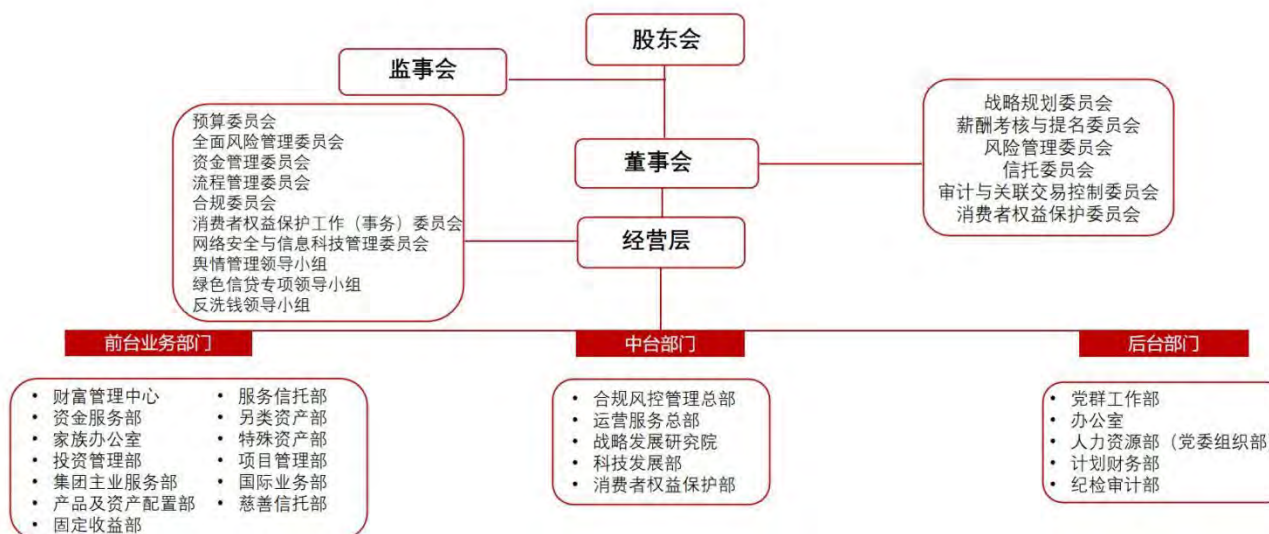 股东会
监事会
预算委员会
全面风险管理委员会
资金管理委员会
流程管理委员会
合规委员会
消费者权益保护工作（事务）委员会
网络安全与信息科技管理委员会
舆情管理领导小组
绿色信贷专项领导小组
反洗钱领导小组
董事会
战略规划委员会
薪酬考核与提名委员会
风险管理委员会
信托委员会
审计与关联交易控制委员会
消费者权益保护委员会
经营层
前台业务部门
• 财富管理中心
• 资金服务部
• 家族办公室
• 投资管理部
• 集团主业服务部
• 产品及资产配置部
• 固定收益部
• 服务信托部
• 另类资产部
• 特殊资产部
• 项目管理部
• 国际业务部
• 慈善信托部
中台部门
• 合规风控管理总部
• 运营服务总部
• 战略发展研究院
• 科技发展部
• 消费者权益保护部
后台部门
• 党群工作部
• 办公室
• 人力资源部（党委组织部
• 计划财务部
• 纪检审计部